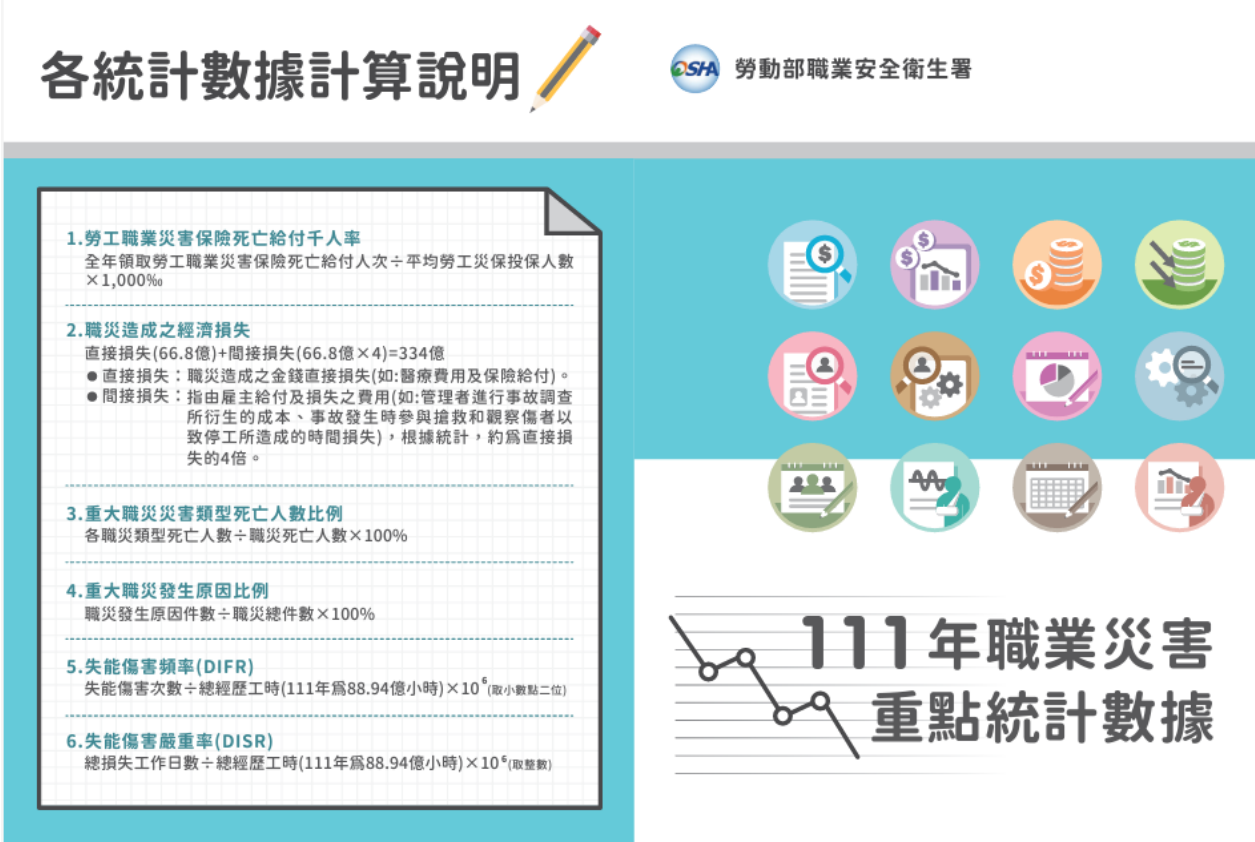 各統計數據計算說明
OSHA 勞動部職業安全衛生署
1.勞工職業災害保險死亡給付千人率
全年領取勞工職業災害保險死亡給付人次÷平均勞工災保投保人數
×1,000‰
2.職災造成之經濟損失
直接損失(66.8億)+間接損失(66.8億×4)=334億
●直接損失：職災造成之金錢直接損失(如:醫療費用及保險給付)。
●間接損失：指由雇主給付及損失之費用(如:管理者進行事故調查
所衍生的成本、事故發生時參與搶救和觀察傷者以
致停工所造成的時間損失)，根據統計，約爲直接損
失的4倍。
3.重大職災災害類型死亡人數比例
各職災類型死亡人數÷職災死亡人數×100%
4.重大職災發生原因比例
職災發生原因件數÷職災總件數×100%
5.失能傷害頻率(DIFR)
失能傷害次數÷總經歷工時(111年爲88.94億小時)×10⁶(取小數點二位)
6.失能傷害嚴重率(DISR)
總損失工作日數÷總經歷工時(111年爲88.94億小時)×10⁶(取整數)
111年職業災害
重點統計數據